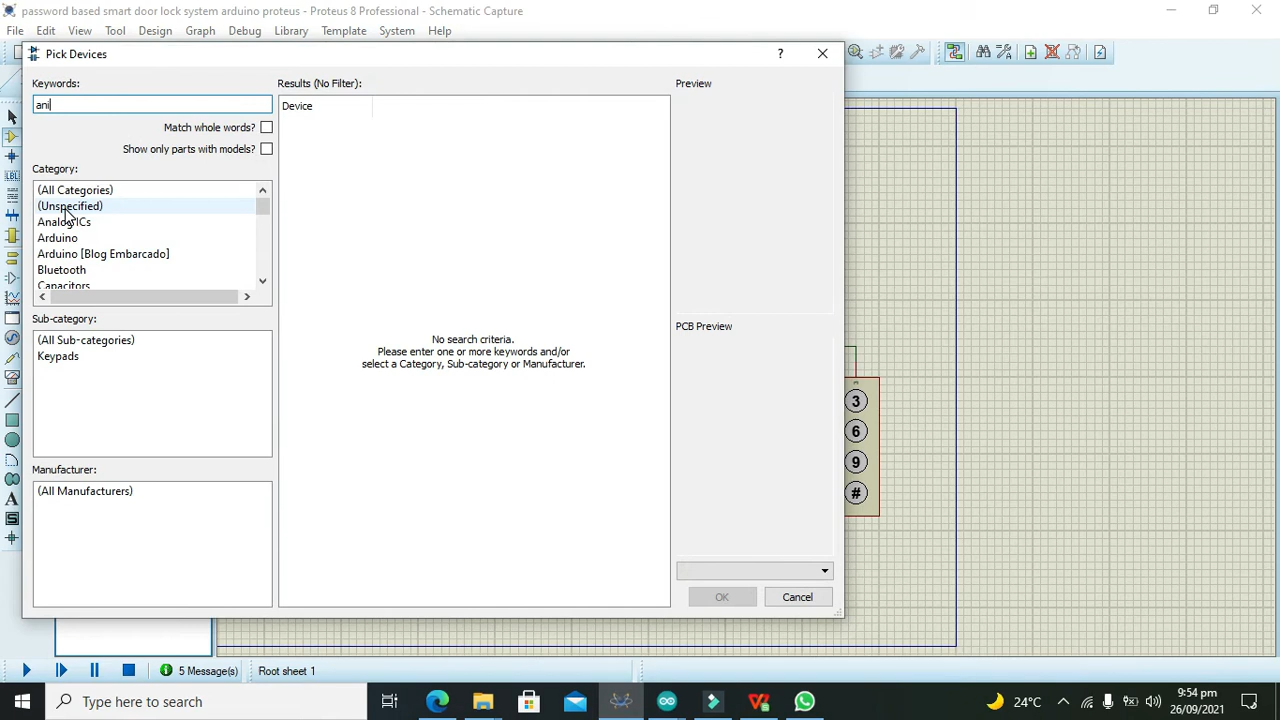 password based smart door lock system arduino proteus - Proteus 8 Professional - Schematic Capture
File Edit View Tool Design Graph Debug Library Template System Help
Pick Devices
?
Keywords:
ani
Match whole words?
Show only parts with models?
Category:
(All Categories)
(Unspecified)
Analog ICs
Arduino
Arduino [Blog Embarcado]
Bluetooth
Capacitors
Sub-category:
(All Sub-categories)
Keypads
Manufacturer:
(All Manufacturers)
Results (No Filter):
Device
No search criteria.
Please enter one or more keywords and/or
select a Category, Sub-category or Manufacturer.
Preview
PCB Preview
OK Cancel
LBL
A
S
3
6
9
#
5 Message(s) Root sheet 1
Type here to search
24°C
9:54 pm
26/09/2021